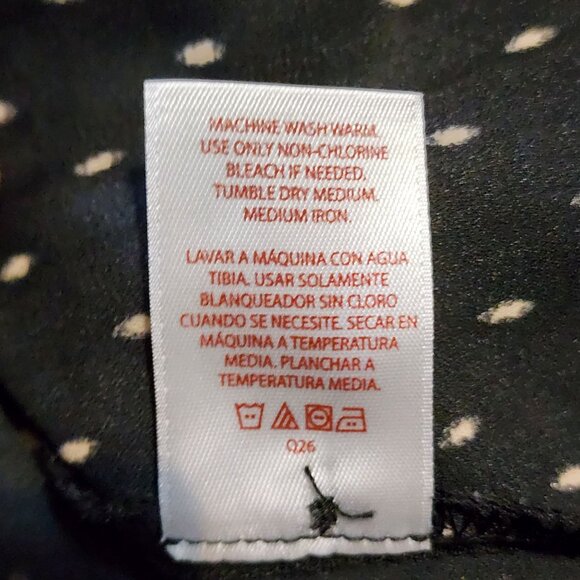 MACHINE WASH WARM.
USE ONLY NON-CHLORINE
BLEACH IF NEEDED.
TUMBLE DRY MEDIUM.
MEDIUM IRON.
LAVAR A MÁQUINA CON AGUA
TIBIA. USAR SOLAMENTE
BLANQUEADOR SIN CLORO
CUANDO SE NECESITE. SECAR EN
MÁQUINA A TEMPERATURA
MEDIA. PLANCHAR A
TEMPERATURA MEDIA.
Q26